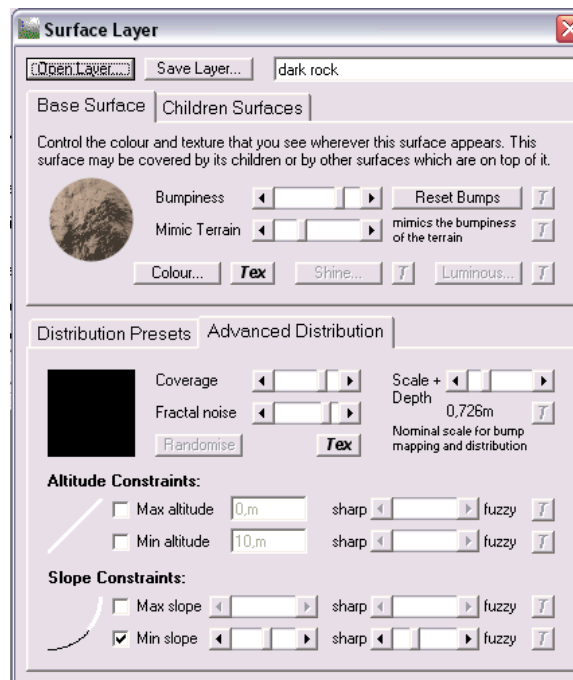 Surface Layer
Open Layer... Save Layer... dark rock
Base Surface Children Surfaces
Control the colour and texture that you see wherever this surface appears. This
surface may be covered by its children or by other surfaces which are on top of it.
Bumpiness Reset Bumps T
Mimic Terrain mimics the bumpiness
of the terrain T
Colour... Tex Shine... T Luminous... T
Distribution Presets Advanced Distribution
Coverage Scale +
Depth
Fractal noise 0,726m T
Randomise Tex Nominal scale for bump
mapping and distribution
Altitude Constraints:
Max altitude 0,m sharp fuzzy T
Min altitude 10,m sharp fuzzy T
Slope Constraints:
Max slope sharp fuzzy T
Min slope sharp fuzzy T